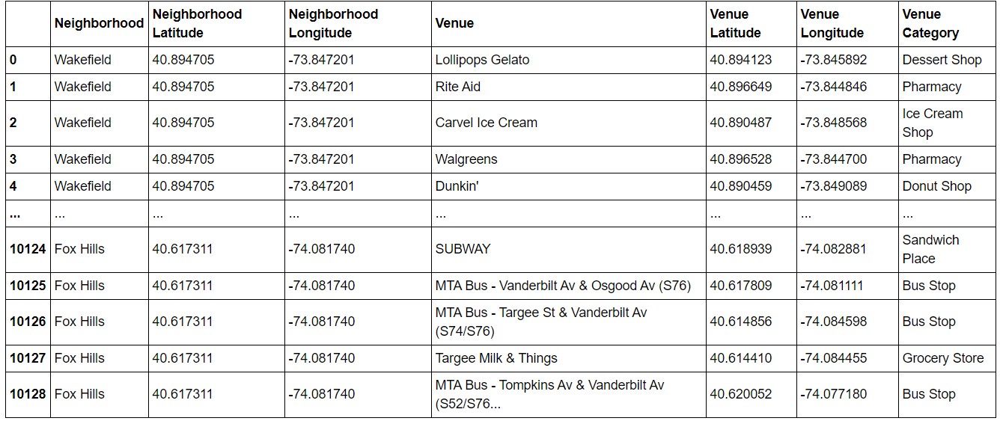 Neighborhood Neighborhood Latitude Neighborhood Longitude Venue Venue Latitude Venue Longitude Venue Category
0 Wakefield 40.894705 -73.847201 Lollipops Gelato 40.894123 -73.845892 Dessert Shop
1 Wakefield 40.894705 -73.847201 Rite Aid 40.896649 -73.844846 Pharmacy
2 Wakefield 40.894705 -73.847201 Carvel Ice Cream 40.890487 -73.848568 Ice Cream Shop
3 Wakefield 40.894705 -73.847201 Walgreens 40.896528 -73.844700 Pharmacy
4 Wakefield 40.894705 -73.847201 Dunkin' 40.890459 -73.849089 Donut Shop
... ... ... ... ... ... ... ...
10124 Fox Hills 40.617311 -74.081740 SUBWAY 40.618939 -74.082881 Sandwich Place
10125 Fox Hills 40.617311 -74.081740 MTA Bus - Vanderbilt Av & Osgood Av (S76) 40.617809 -74.081111 Bus Stop
10126 Fox Hills 40.617311 -74.081740 MTA Bus - Targee St & Vanderbilt Av (S74/S76) 40.614856 -74.084598 Bus Stop
10127 Fox Hills 40.617311 -74.081740 Targee Milk & Things 40.614410 -74.084455 Grocery Store
10128 Fox Hills 40.617311 -74.081740 MTA Bus - Tompkins Av & Vanderbilt Av (S52/S76... 40.620052 -74.077180 Bus Stop